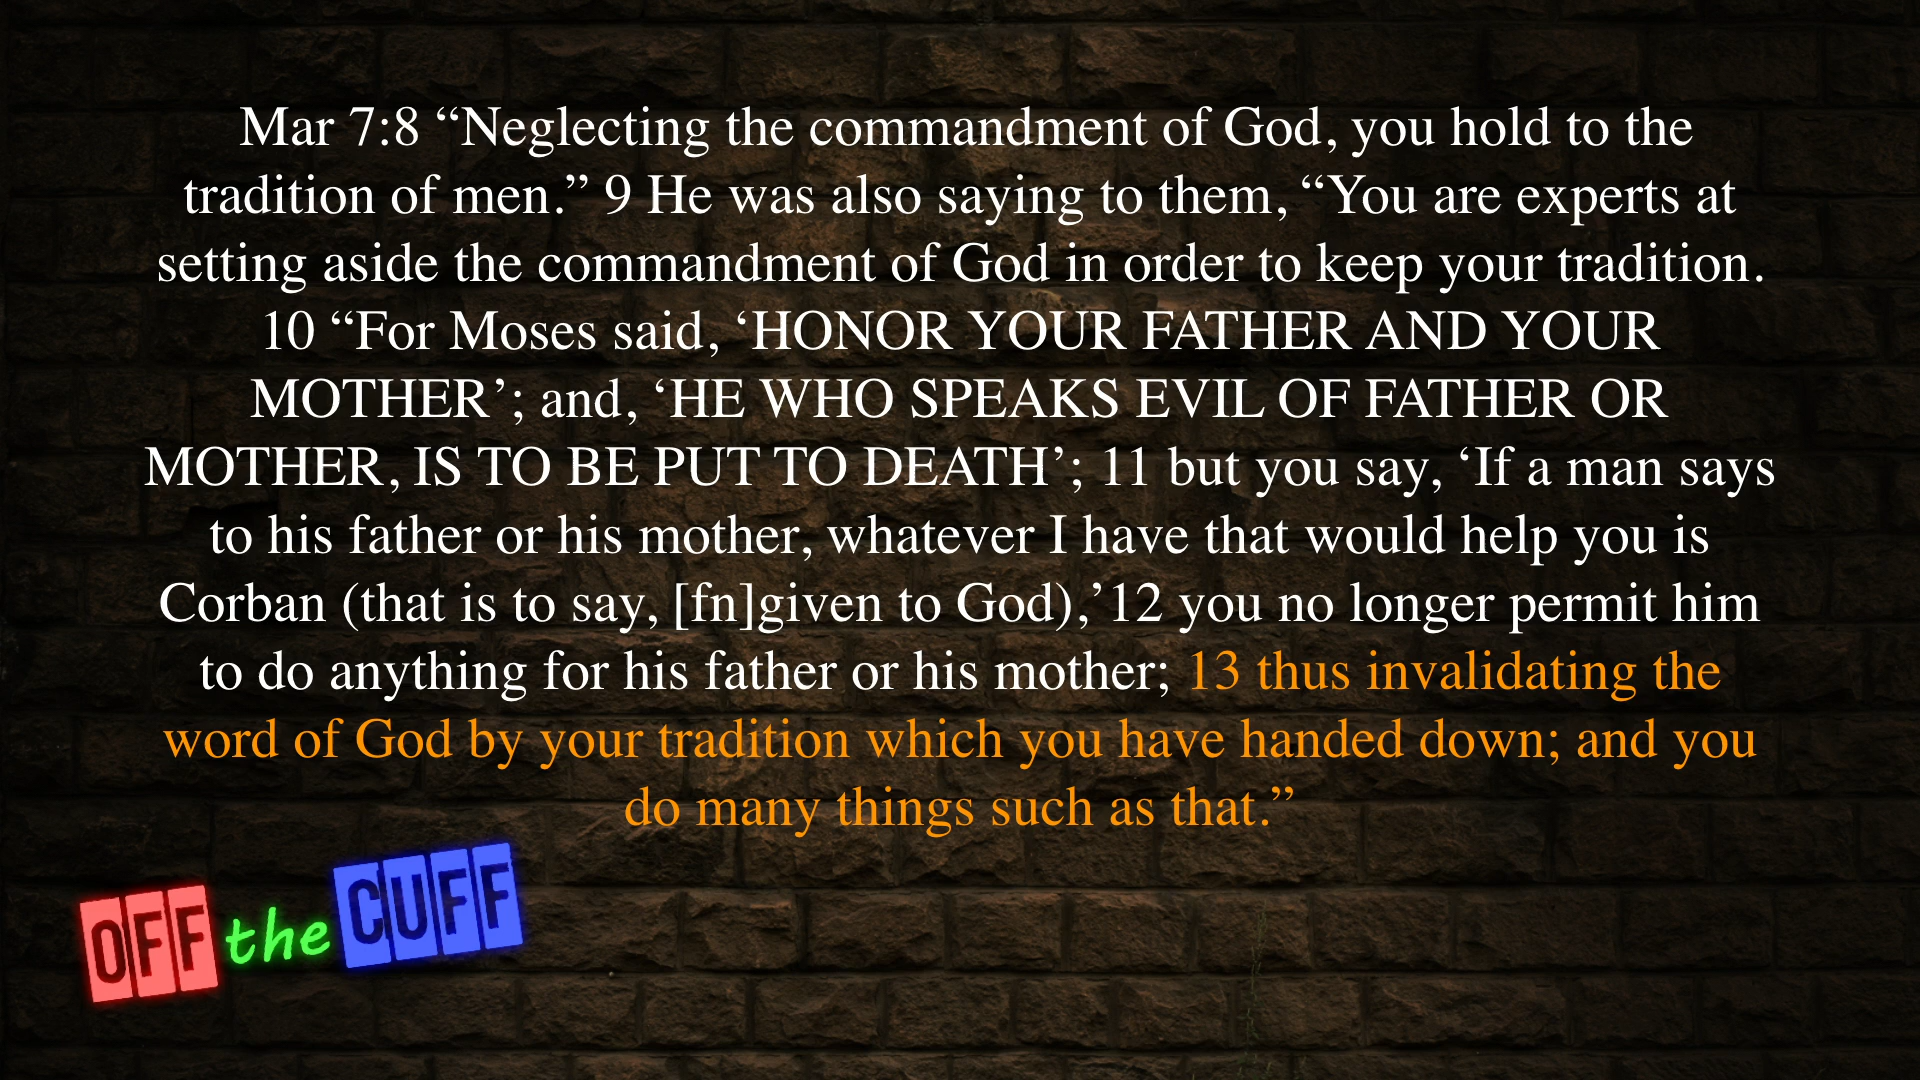 Mar 7:8 “Neglecting the commandment of God, you hold to the
tradition of men.” 9 He was also saying to them, “You are experts at
setting aside the commandment of God in order to keep your tradition.
10 “For Moses said, ‘HONOR YOUR FATHER AND YOUR
MOTHER’; and, ‘HE WHO SPEAKS EVIL OF FATHER OR
MOTHER, IS TO BE PUT TO DEATH’; 11 but you say, ‘If a man says
to his father or his mother, whatever I have that would help you is
Corban (that is to say, [fn]given to God),’12 you no longer permit him
to do anything for his father or his mother; 13 thus invalidating the
word of God by your tradition which you have handed down; and you
do many things such as that.”
OFF the CUFF